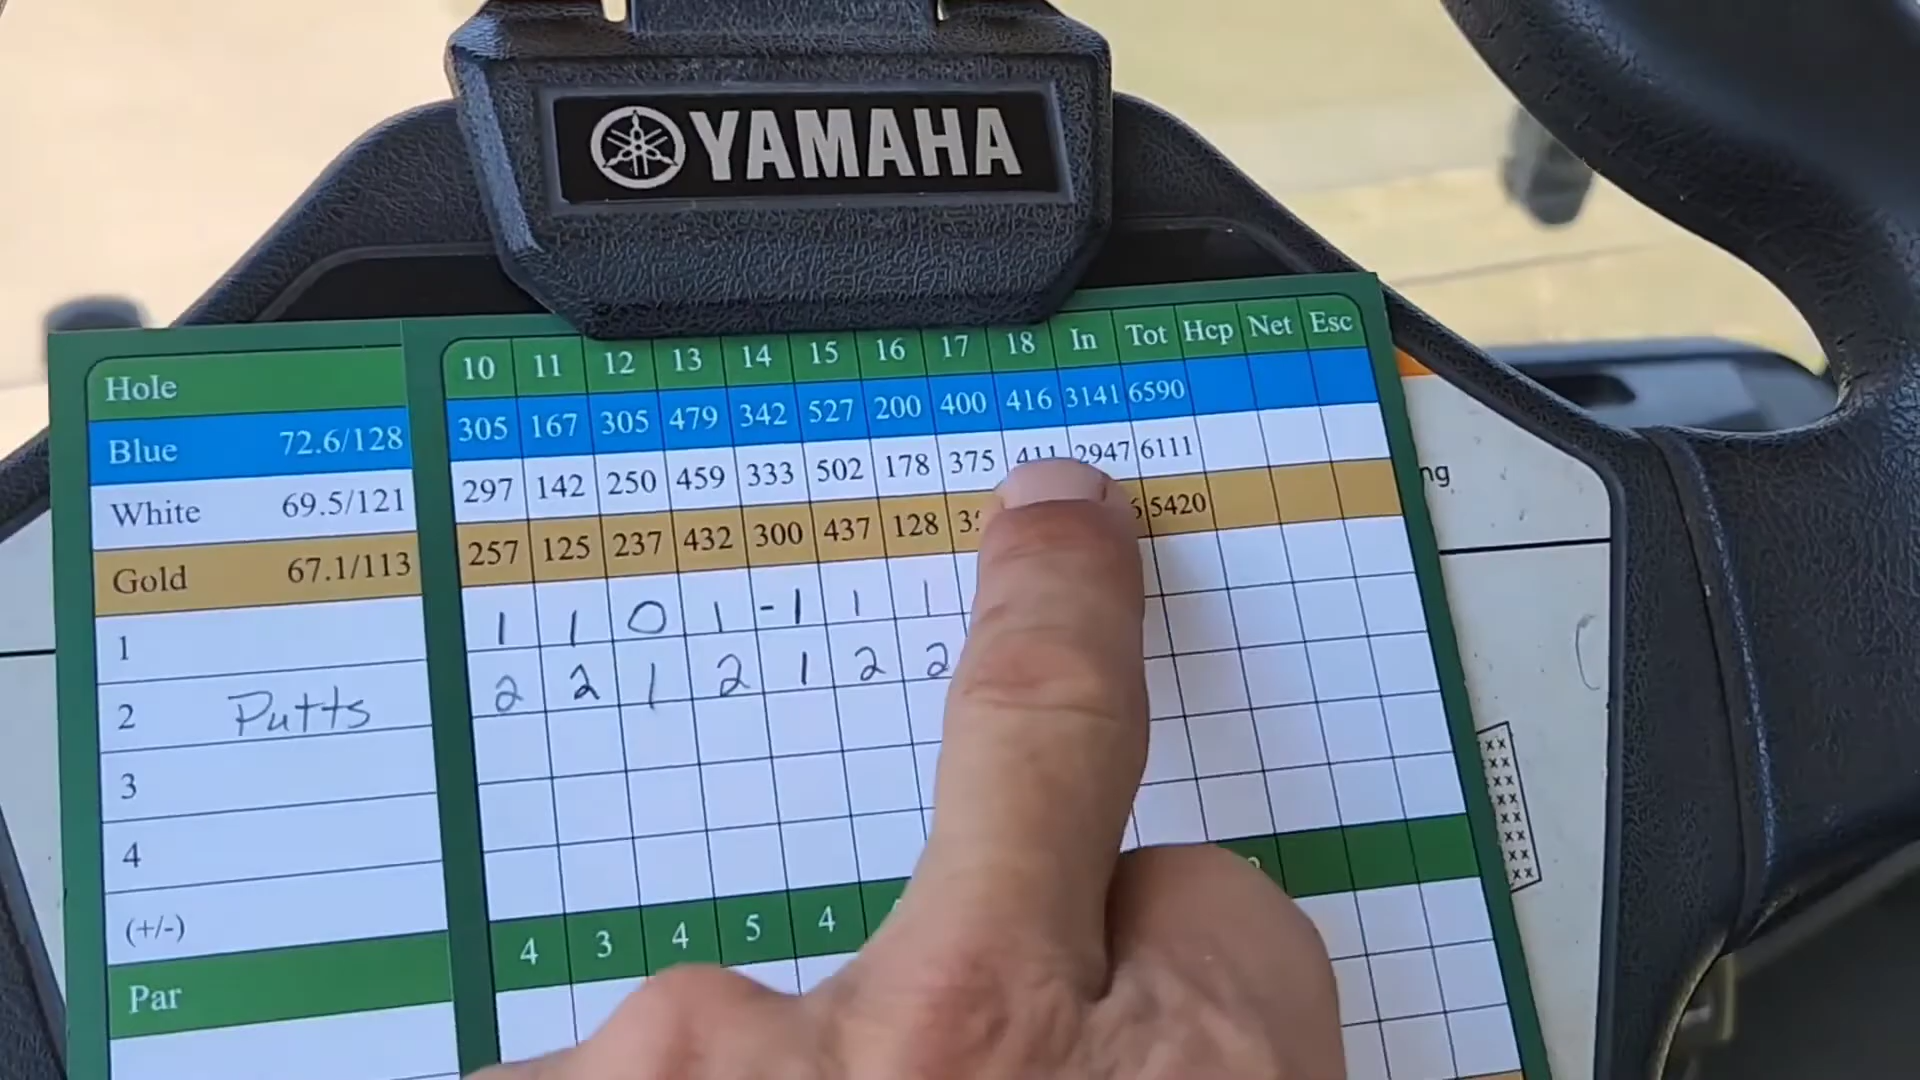 YAMAHA
Hole 10 11 12 13 14 15 16 17 18 In Tot Hcp Net Esc
Blue 72.6/128 305 167 305 479 342 527 200 400 416 3141 6590
White 69.5/121 297 142 250 459 333 502 178 375 411 2947 6111
Gold 67.1/113 257 125 237 432 300 437 128 5420
1 1 1 0 1 -1 1 1
2 Putts 2 2 1 2 1 2 2
3
4
(+/-)
Par 4 3 4 5 4